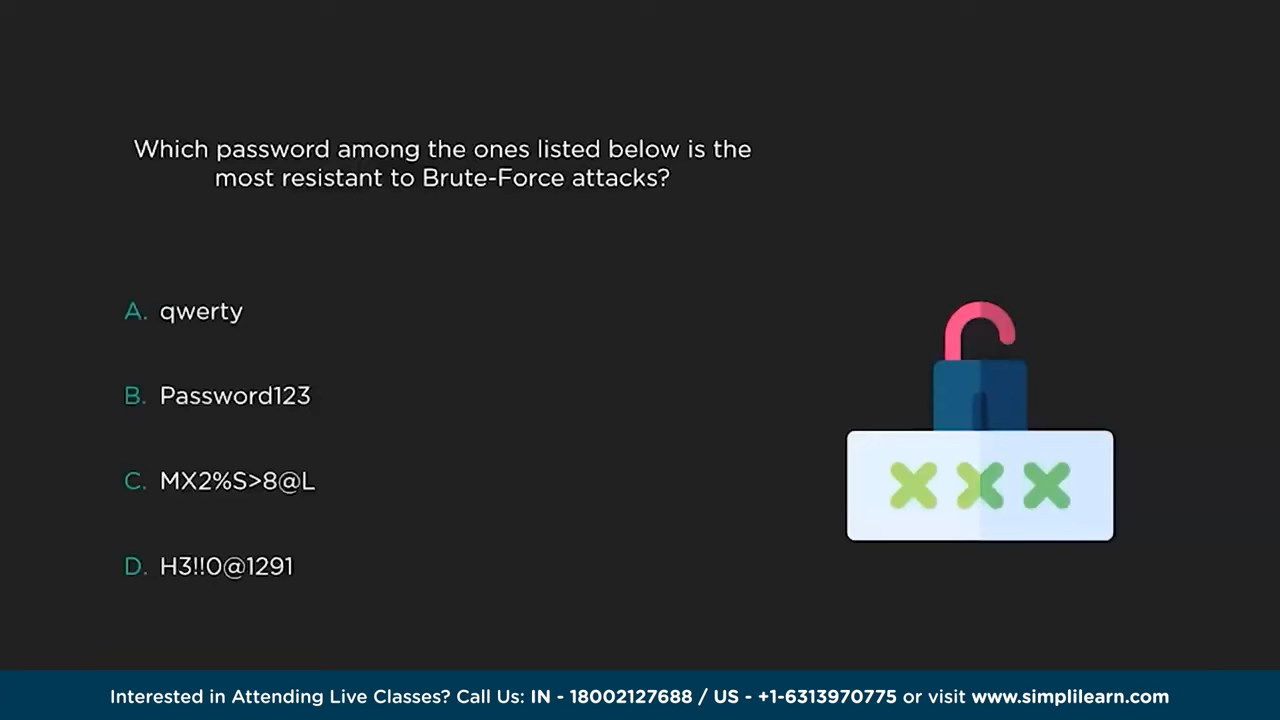 Which password among the ones listed below is the
most resistant to Brute-Force attacks?
A. qwerty
B. Password123
C. MX2%S>8@L
D. H3!!0@1291
Interested in Attending Live Classes? Call Us: IN - 18002127688 / US - +1-6313970775 or visit www.simplilearn.com